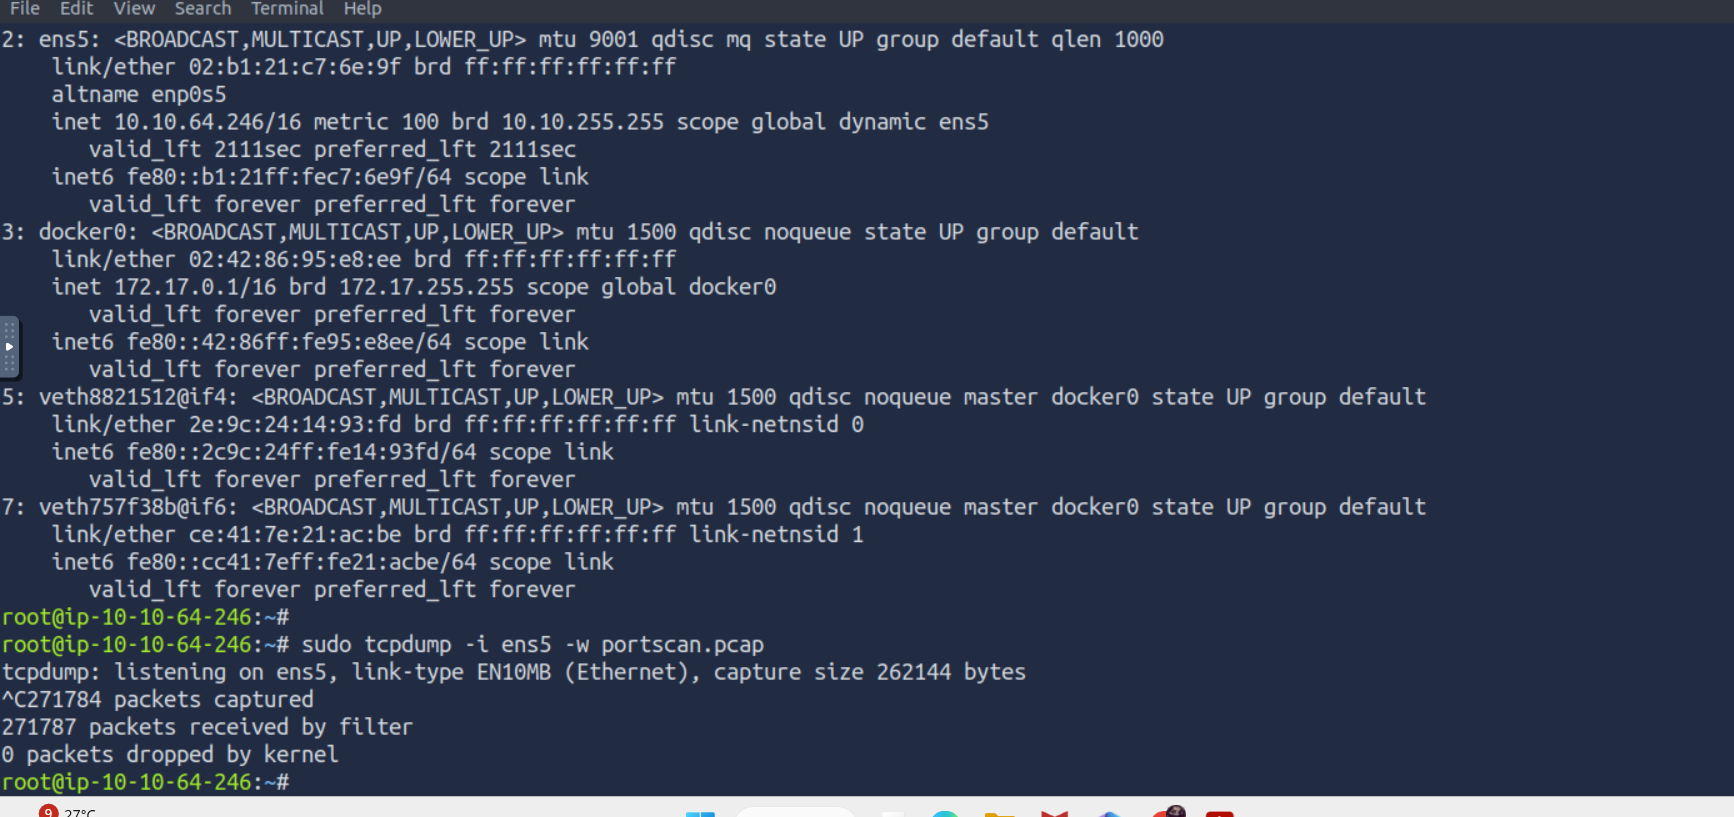 File Edit View Search Terminal Help
2: ens5: <BROADCAST,MULTICAST,UP,LOWER_UP> mtu 9001 qdisc mq state UP group default qlen 1000
    link/ether 02:b1:21:c7:6e:9f brd ff:ff:ff:ff:ff:ff
    altname enp0s5
    inet 10.10.64.246/16 metric 100 brd 10.10.255.255 scope global dynamic ens5
       valid_lft 2111sec preferred_lft 2111sec
    inet6 fe80::b1:21ff:fec7:6e9f/64 scope link
       valid_lft forever preferred_lft forever
3: docker0: <BROADCAST,MULTICAST,UP,LOWER_UP> mtu 1500 qdisc noqueue state UP group default
    link/ether 02:42:86:95:e8:ee brd ff:ff:ff:ff:ff:ff
    inet 172.17.0.1/16 brd 172.17.255.255 scope global docker0
       valid_lft forever preferred_lft forever
    inet6 fe80::42:86ff:fe95:e8ee/64 scope link
       valid_lft forever preferred_lft forever
5: veth8821512@if4: <BROADCAST,MULTICAST,UP,LOWER_UP> mtu 1500 qdisc noqueue master docker0 state UP group default
    link/ether 2e:9c:24:14:93:fd brd ff:ff:ff:ff:ff:ff link-netnsid 0
    inet6 fe80::2c9c:24ff:fe14:93fd/64 scope link
       valid_lft forever preferred_lft forever
7: veth757f38b@if6: <BROADCAST,MULTICAST,UP,LOWER_UP> mtu 1500 qdisc noqueue master docker0 state UP group default
    link/ether ce:41:7e:21:ac:be brd ff:ff:ff:ff:ff:ff link-netnsid 1
    inet6 fe80::cc41:7eff:fe21:acbe/64 scope link
       valid_lft forever preferred_lft forever
root@ip-10-10-64-246:~#
root@ip-10-10-64-246:~# sudo tcpdump -i ens5 -w portscan.pcap
tcpdump: listening on ens5, link-type EN10MB (Ethernet), capture size 262144 bytes
^C271784 packets captured
271787 packets received by filter
0 packets dropped by kernel
root@ip-10-10-64-246:~#
9 27°C